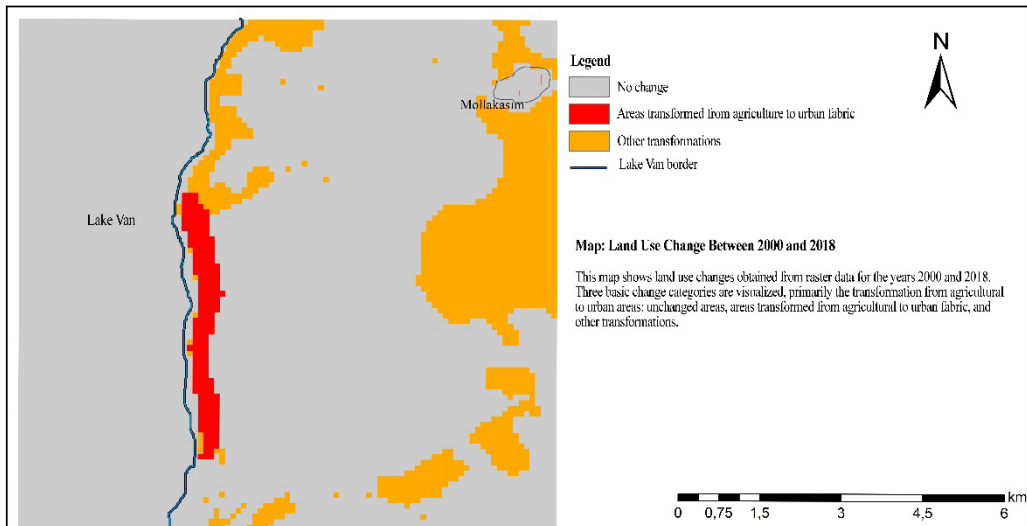 N
Legend
No change
Mollakasim
Areas transformed from agriculture to urban fabric
Other transformations
Lake Van border
Lake Van
Map: Land Use Change Between 2000 and 2018
This map shows land use changes obtained from raster data for the years 2000 and 2018.
Three basic change categories are visualized, primarily the transformation from agricultural
to urban areas: unchanged areas, areas transformed from agricultural to urban fabric, and
other transformations.
km
0 0,75 1,5 3 4,5 6